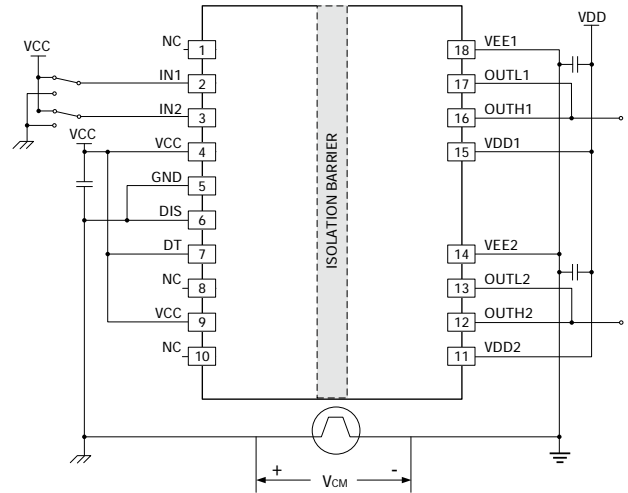 VCC
NC 1
IN1 2
IN2 3
VCC
VCC 4
GND 5
DIS 6
DT 7
NC 8
VCC 9
NC 10
ISOLATION BARRIER
VDD
18 VEE1
17 OUTL1
16 OUTH1
15 VDD1
14 VEE2
13 OUTL2
12 OUTH2
11 VDD2
+ VCM -